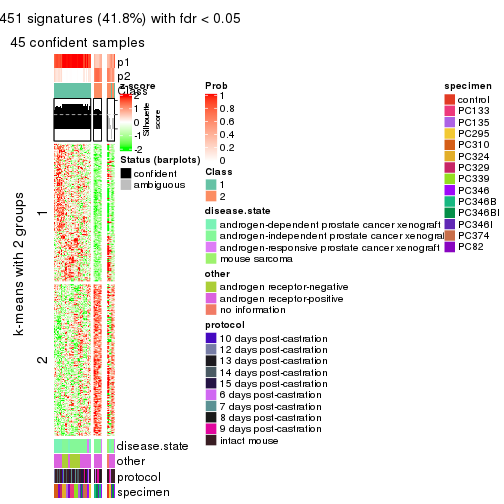 451 signatures (41.8%) with fdr < 0.05
45 confident samples
p1
p2
Class
z-score
2
1
0
-1
-2
Silhouette
score
Status (barplots)
confident
ambiguous
Prob
1
0.8
0.6
0.4
0.2
0
Class
1
2
disease.state
androgen-dependent prostate cancer xenograft
androgen-independent prostate cancer xenograft
androgen-responsive prostate cancer xenograft
mouse sarcoma
other
androgen receptor-negative
androgen receptor-positive
no information
protocol
10 days post-castration
12 days post-castration
13 days post-castration
14 days post-castration
15 days post-castration
6 days post-castration
7 days post-castration
8 days post-castration
9 days post-castration
intact mouse
specimen
control
PC133
PC135
PC295
PC310
PC324
PC329
PC339
PC346
PC346B
PC346BI
PC346I
PC374
PC82
k-means with 2 groups
1
2
disease.state
other
protocol
specimen